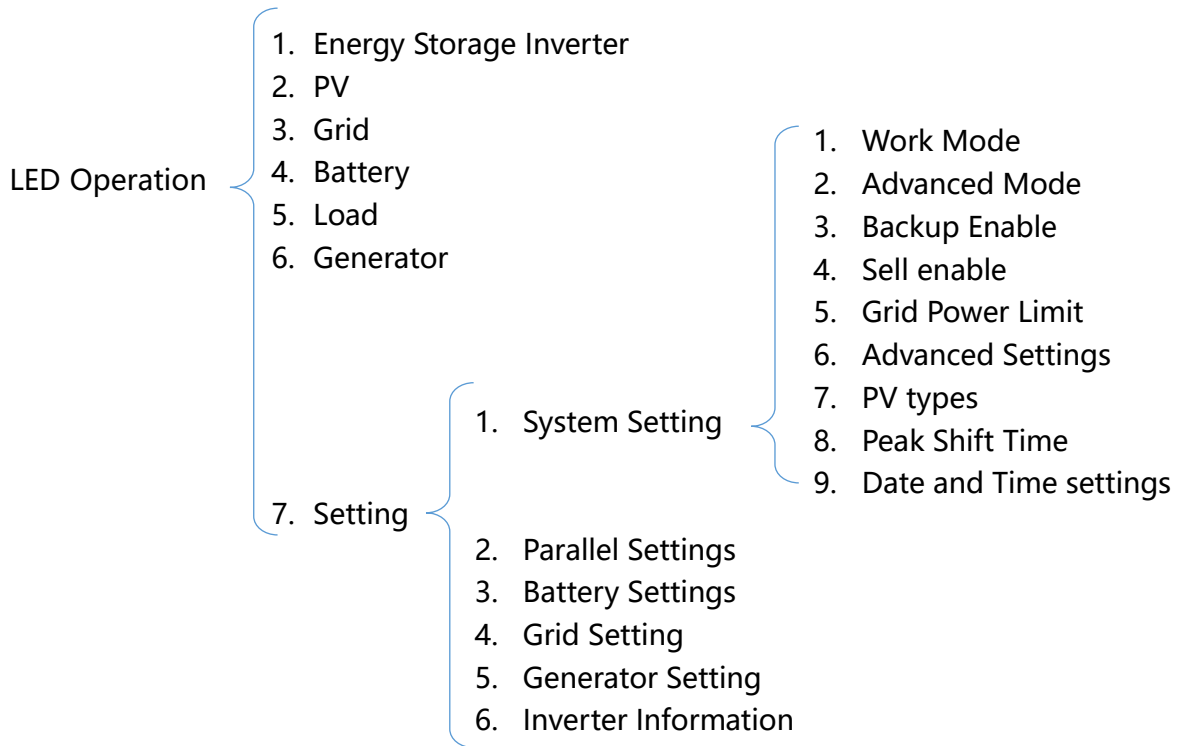 LED Operation
1. Energy Storage Inverter
2. PV
3. Grid
4. Battery
5. Load
6. Generator
7. Setting
1. System Setting
1. Work Mode
2. Advanced Mode
3. Backup Enable
4. Sell enable
5. Grid Power Limit
6. Advanced Settings
7. PV types
8. Peak Shift Time
9. Date and Time settings
2. Parallel Settings
3. Battery Settings
4. Grid Setting
5. Generator Setting
6. Inverter Information